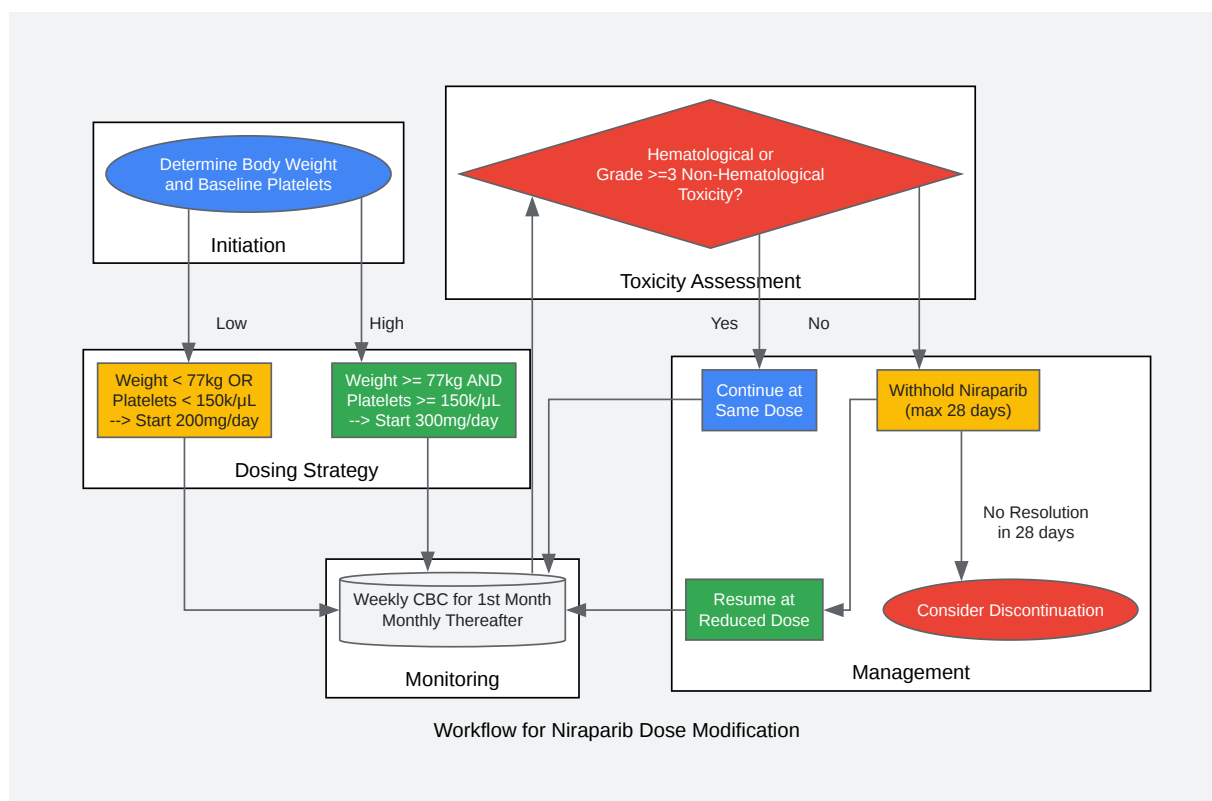 Determine Body Weight
and Baseline Platelets
Initiation
Hematological or
Grade >=3 Non-Hematological
Toxicity?
Toxicity Assessment
Low
High
Yes
No
Weight < 77kg OR
Platelets < 150k/μL
--> Start 200mg/day
Weight >= 77kg AND
Platelets >= 150k/μL
--> Start 300mg/day
Dosing Strategy
Continue at
Same Dose
Withhold Niraparib
(max 28 days)
No Resolution
in 28 days
Weekly CBC for 1st Month
Monthly Thereafter
Monitoring
Resume at
Reduced Dose
Consider Discontinuation
Management
Workflow for Niraparib Dose Modification